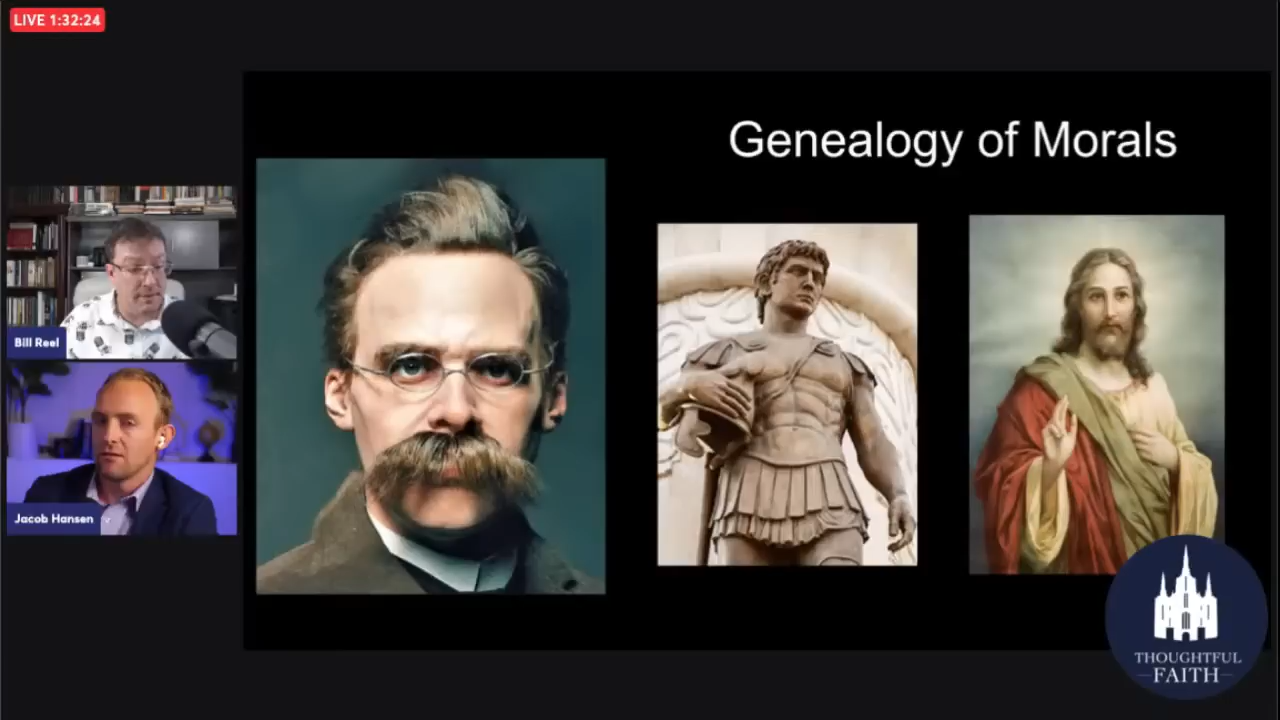 LIVE 1:32:24
Genealogy of Morals
Bill Reel
Jacob Hansen
THOUGHTFUL
FAITH